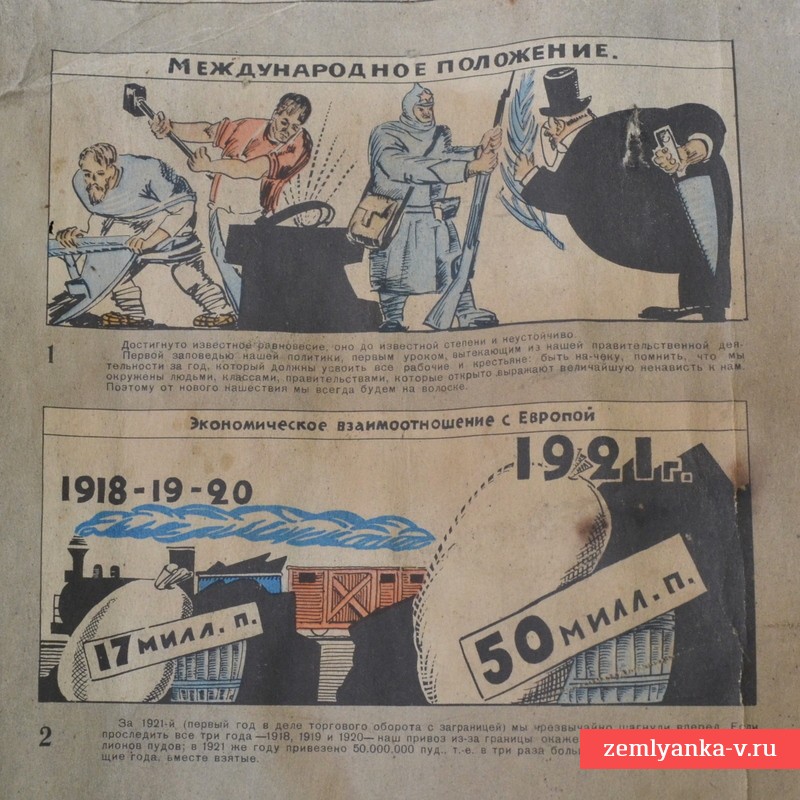 МЕЖДУНАРОДНОЕ ПОЛОЖЕНИЕ.
1
Достигнуто известное равновесие, оно до известной степени и неустойчиво.
Первой заповедью нашей политики, первым уроком, вытекающим из нашей правительственной дея-
тельности за год, который должны усвоить все рабочие и крестьяне: быть на-чеку, помнить, что мы
окружены людьми, классами, правительствами, которые открыто выражают величайшую ненависть к нам.
Поэтому от нового нашествия мы всегда будем на волоске.
Экономическое взаимоотношение с Европой
1918-19-20
1921 г.
17 милл. п.
50 милл. п.
2
За 1921-й, (первый год в деле торгового оборота с заграницей) мы чрезвычайно шагнули вперед. Если
проследить все три года —1918, 1919 и 1920— наш привоз из-за границы
лионов пудов; в 1921 же году привезено 50.000.000 пуд., т.-е. в три раза
щие года, вместе взятые.
zemlyanka-v.ru